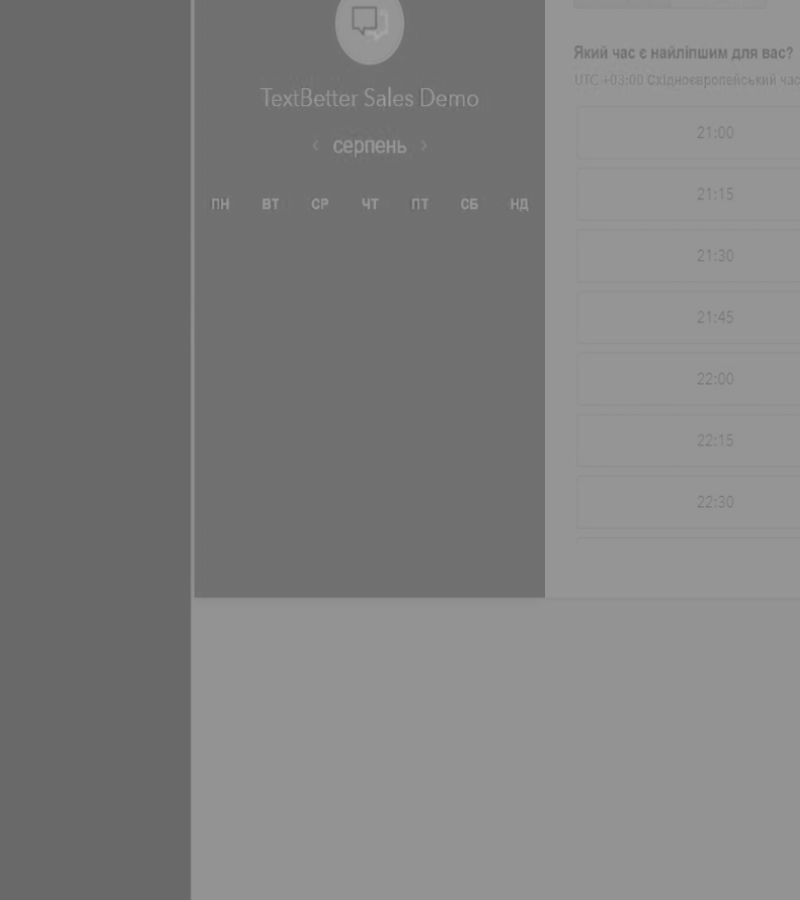 TextBetter Sales Demo
‹ серпень ›
ПН ВТ СР ЧТ ПТ СБ НД
Який час є найліпшим для вас?
UTC +03:00 Східноєвропейський час
21:00
21:15
21:30
21:45
22:00
22:15
22:30